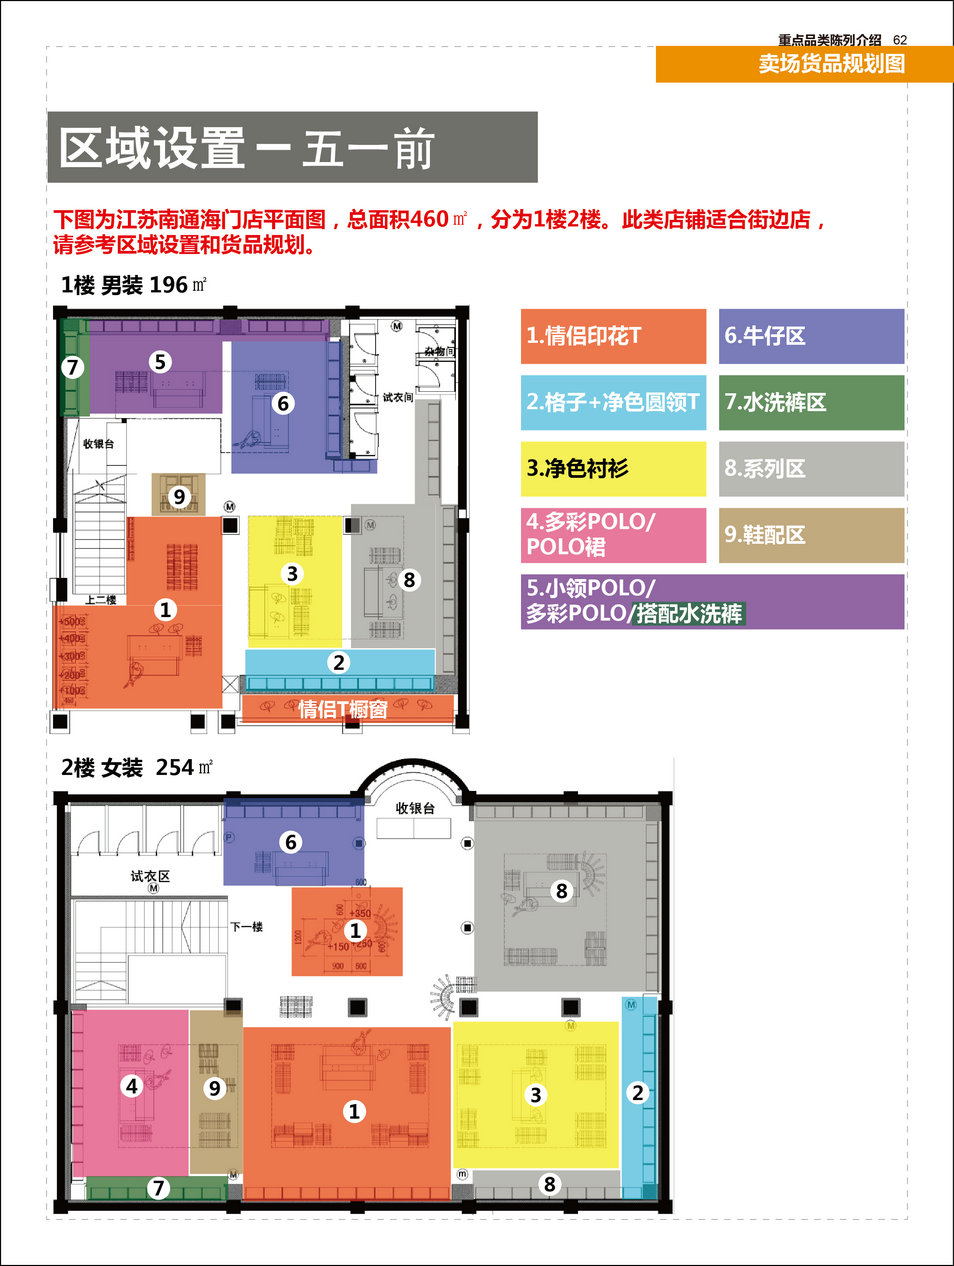 重点品类陈列介绍 62
卖场货品规划图
区域设置－五一前
下图为江苏南通海门店平面图，总面积460㎡，分为1楼2楼。此类店铺适合街边店，
请参考区域设置和货品规划。
1楼 男装 196㎡
1.情侣印花T
6.牛仔区
2.格子+净色圆领T
7.水洗裤区
3.净色衬衫
8.系列区
4.多彩POLO/
POLO裙
9.鞋配区
5.小领POLO/
多彩POLO/搭配水洗裤
M
杂物间
5
7
6
试衣间
收银台
9
M
M
3
8
上二楼
1
+500
+400
+300
+200
+100
2
情侣T橱窗
2楼 女装 254㎡
收银台
P
6
试衣区
M
8
600
下一楼
600
+350
1200
1
+150
+250
600
900
600
M
M
4
9
1
3
2
M
m
7
8